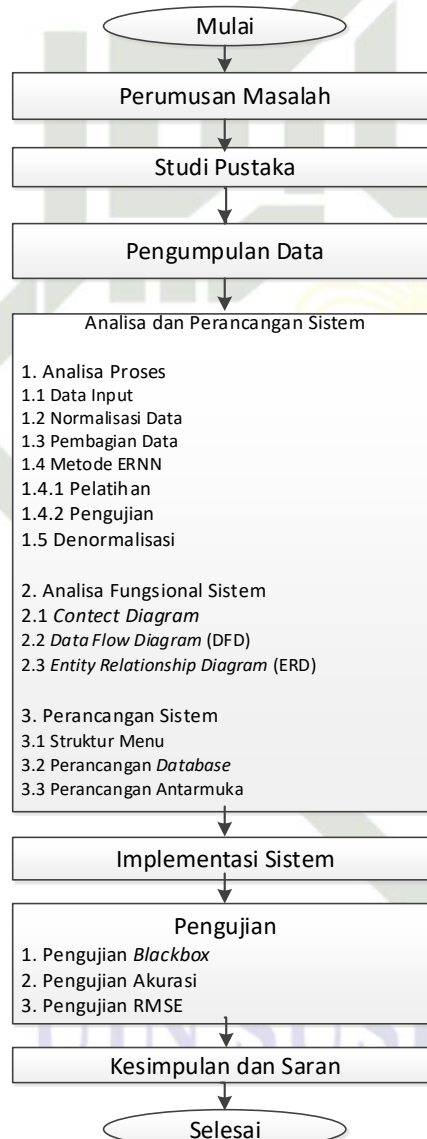 Mulai
Perumusan Masalah
Studi Pustaka
Pengumpulan Data
Analisa dan Perancangan Sistem
1. Analisa Proses
1.1 Data Input
1.2 Normalisasi Data
1.3 Pembagian Data
1.4 Metode ERNN
1.4.1 Pelatihan
1.4.2 Pengujian
1.5 Denormalisasi
2. Analisa Fungsional Sistem
2.1 Contect Diagram
2.2 Data Flow Diagram (DFD)
2.3 Entity Relationship Diagram (ERD)
3. Perancangan Sistem
3.1 Struktur Menu
3.2 Perancangan Database
3.3 Perancangan Antarmuka
Implementasi Sistem
Pengujian
1. Pengujian Blackbox
2. Pengujian Akurasi
3. Pengujian RMSE
Kesimpulan dan Saran
Selesai